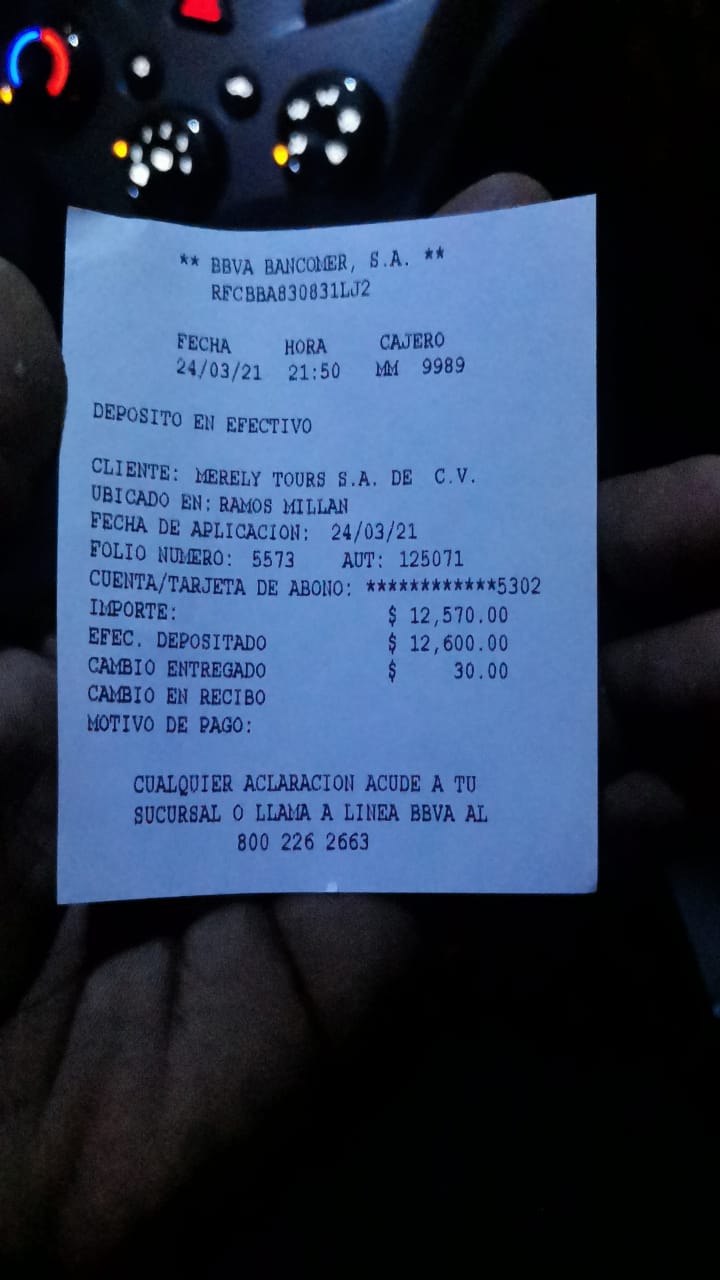 ** BBVA BANCOMER, S.A. **
RFCBBA830831LJ2
FECHA HORA CAJERO
24/03/21 21:50 MM 9989
DEPOSITO EN EFECTIVO
CLIENTE: MERELY TOURS S.A. DE C.V.
UBICADO EN: RAMOS MILLAN
FECHA DE APLICACION: 24/03/21
FOLIO NUMERO: 5573 AUT: 125071
CUENTA/TARJETA DE ABONO: ************5302
IMPORTE: $ 12,570.00
EFEC. DEPOSITADO $ 12,600.00
CAMBIO ENTREGADO $ 30.00
CAMBIO EN RECIBO
MOTIVO DE PAGO:
CUALQUIER ACLARACION ACUDE A TU
SUCURSAL O LLAMA A LINEA BBVA AL
800 226 2663